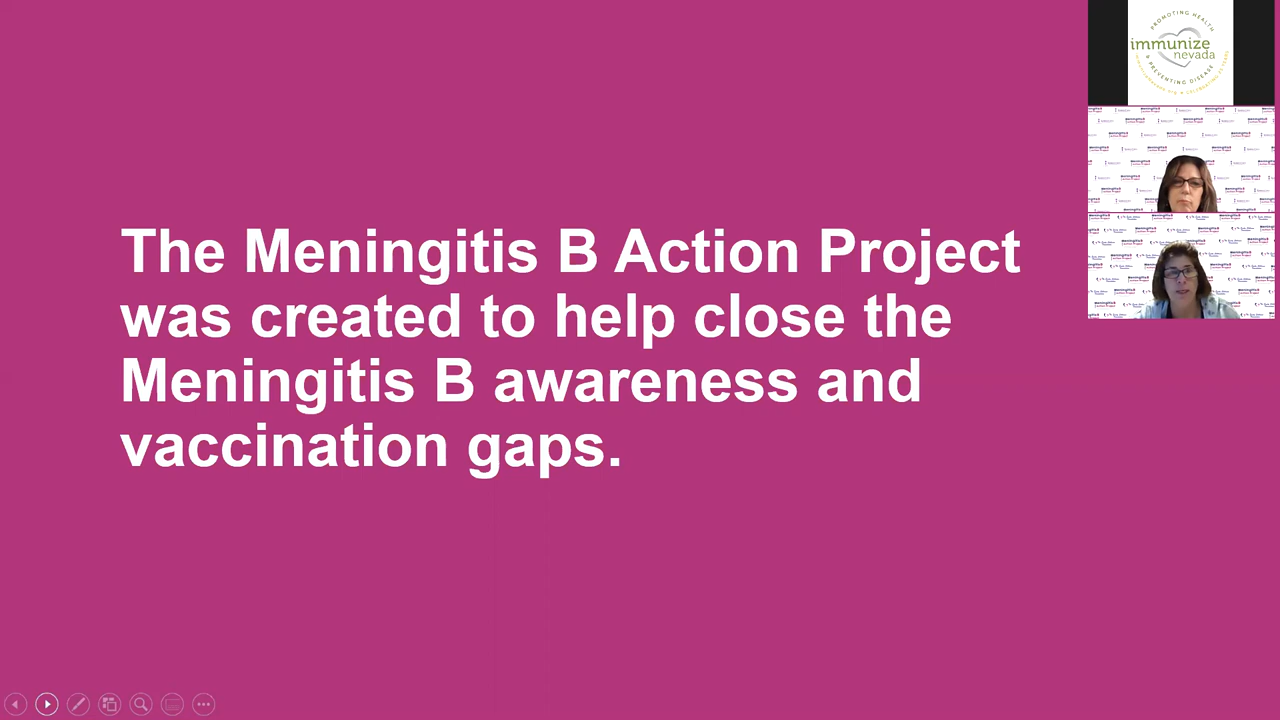 The Meningitis B Action Project
was created to help close the
Meningitis B awareness and
vaccination gaps.
PROMOTING HEALTH
immunize
nevada
& PREVENTING DISEASE